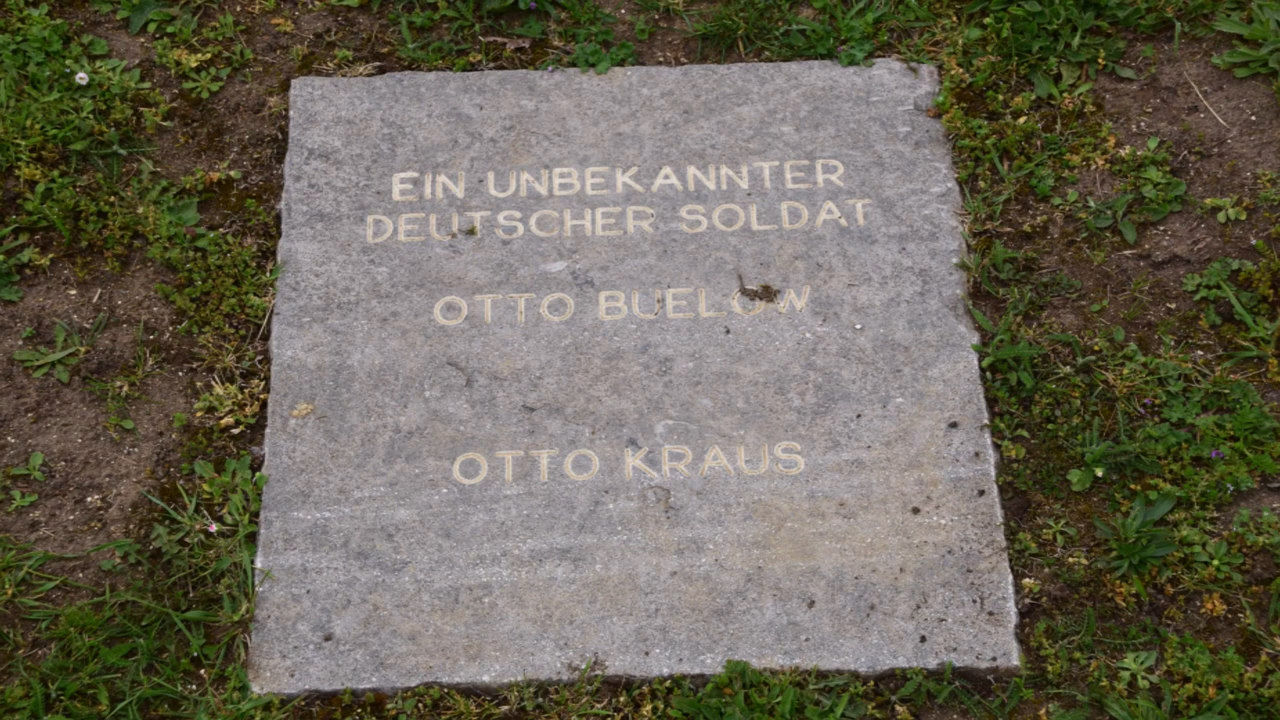 EIN UNBEKANNTER
DEUTSCHER SOLDAT
OTTO BUELOW
OTTO KRAUS